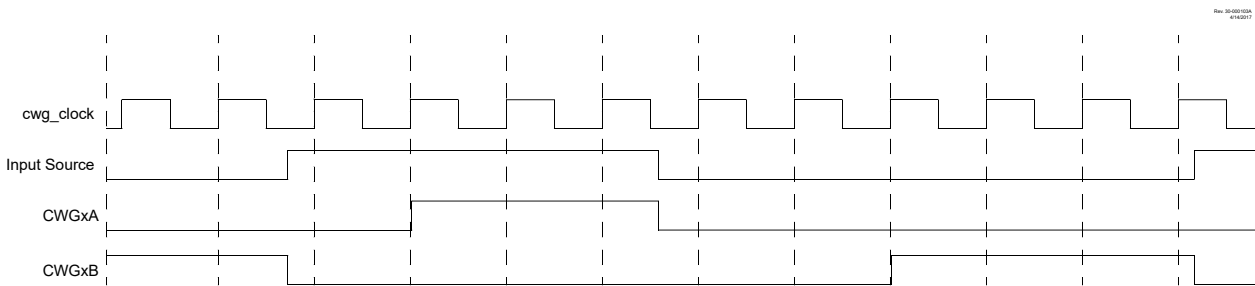 Rev. 30-000103A
4/14/2017
cwg_clock
Input Source
CWGxA
CWGxB